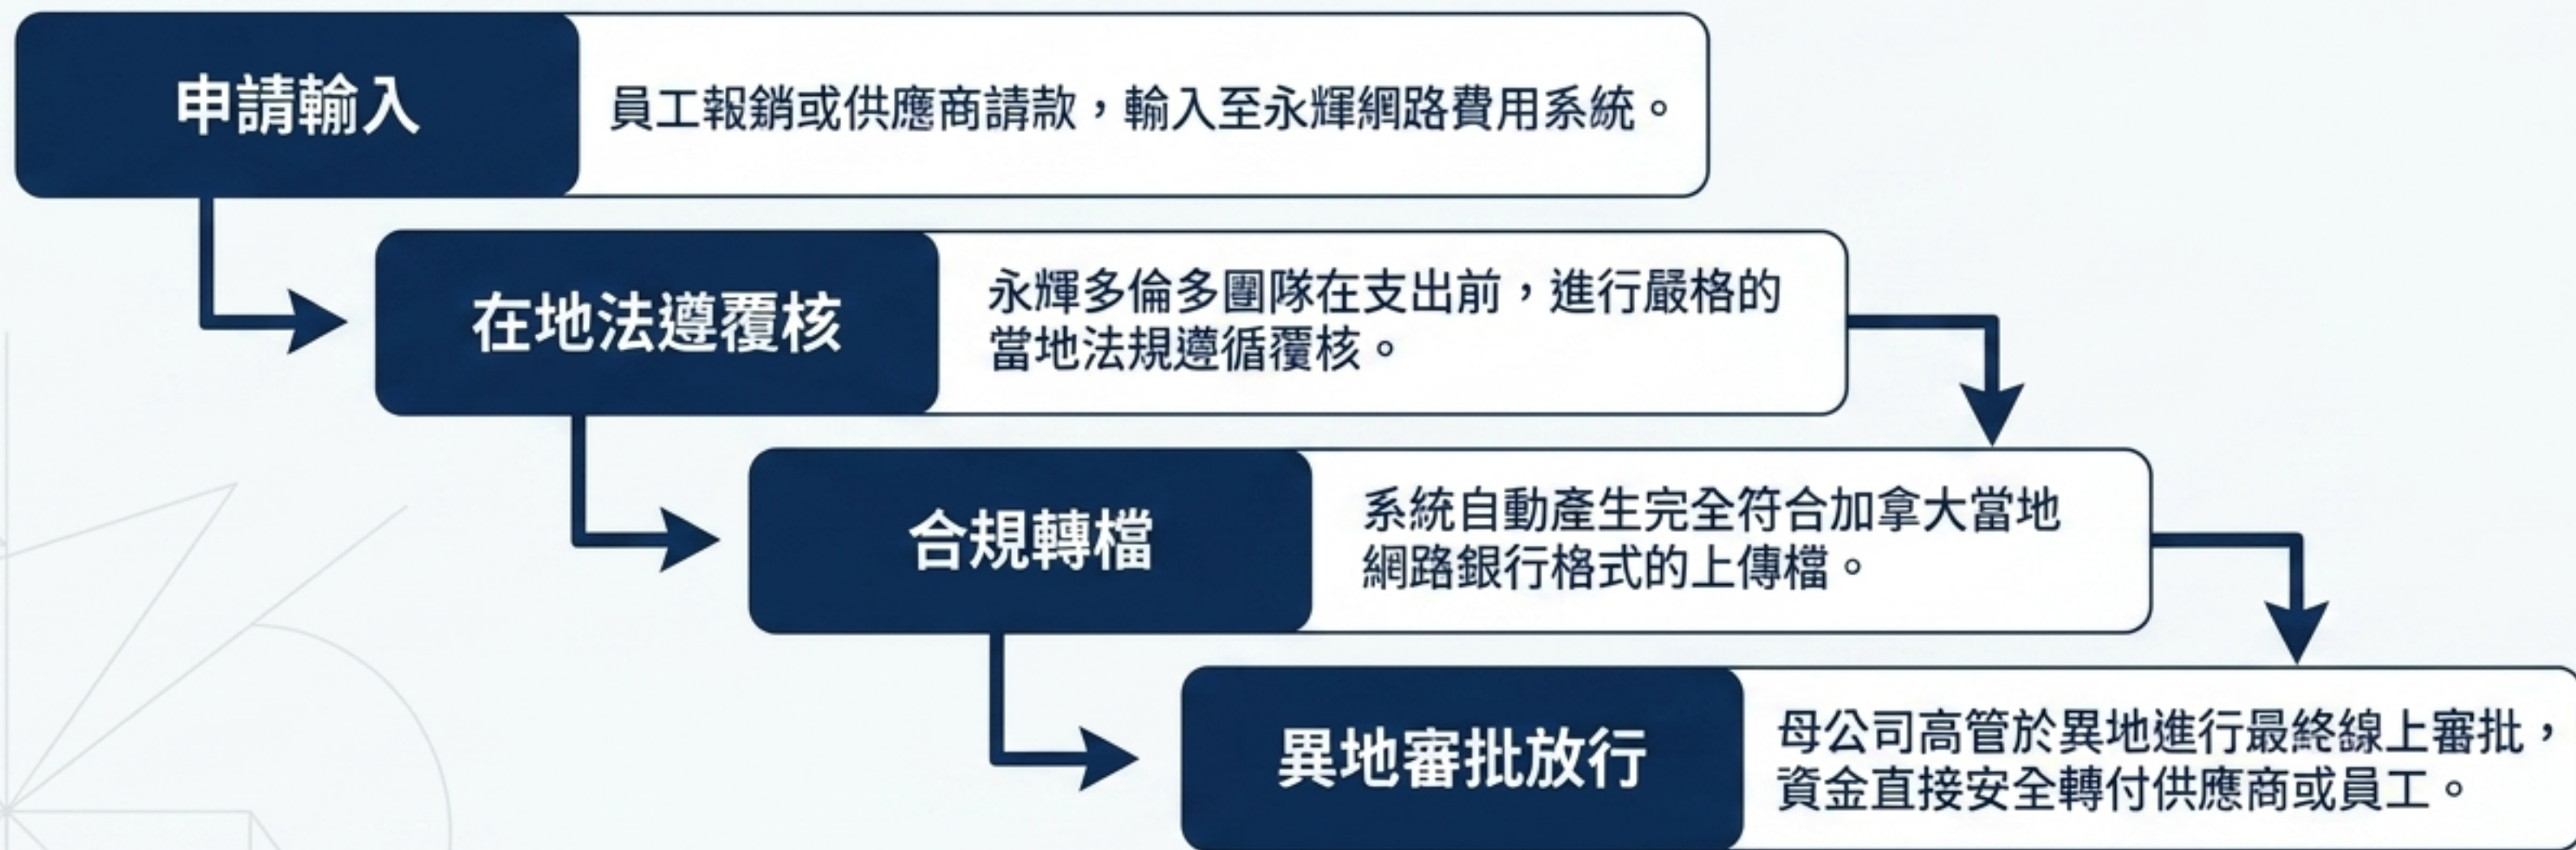 申請輸入
員工報銷或供應商請款，輸入至永輝網路費用系統。
在地法遵覆核
永輝多倫多團隊在支出前，進行嚴格的
當地法規遵循覆核。
合規轉檔
系統自動產生完全符合加拿大當地
網路銀行格式的上傳檔。
異地審批放行
母公司高管於異地進行最終線上審批，
資金直接安全轉付供應商或員工。